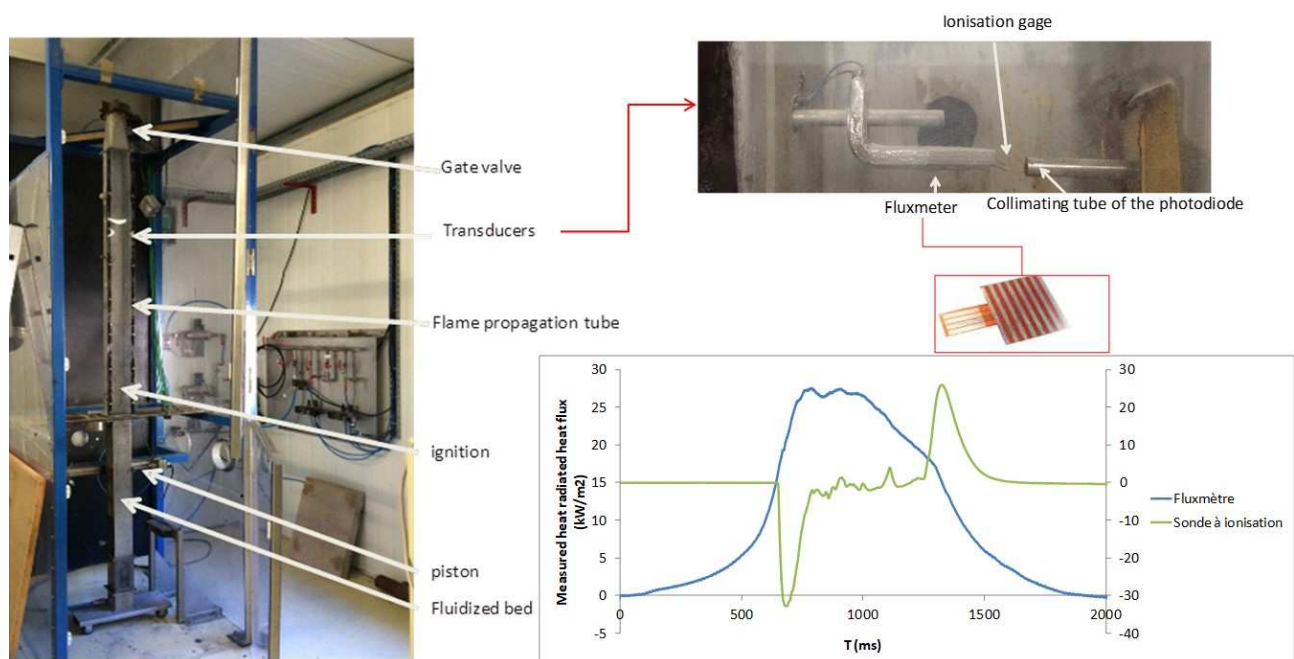 Ionisation gage
Gate valve
Fluxmeter
Collimating tube of the photodiode
Transducers
Flame propagation tube
ignition
piston
Fluidized bed
Measured heat radiated heat flux
(kW/m2)
30
25
20
15
10
5
0
-5
0
500
1000
1500
2000
T (ms)
30
20
10
0
-10
-20
-30
-40
Fluxmètre
Sonde à ionisation